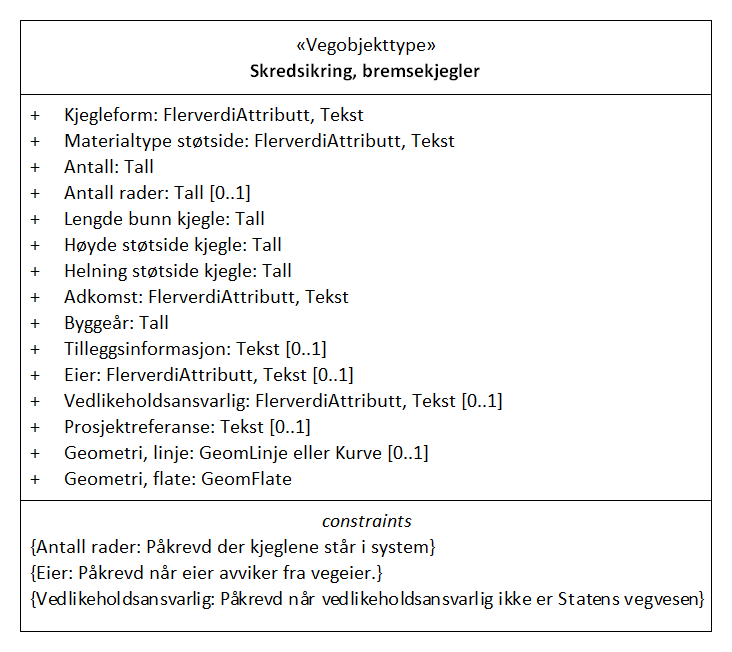 «Vegobjekttype»
Skredsikring, bremsekjegler
+ Kjegleform: FlerverdiAttributt, Tekst
+ Materialtype støtside: FlerverdiAttributt, Tekst
+ Antall: Tall
+ Antall rader: Tall [0..1]
+ Lengde bunn kjegle: Tall
+ Høyde støtside kjegle: Tall
+ Helning støtside kjegle: Tall
+ Adkomst: FlerverdiAttributt, Tekst
+ Byggeår: Tall
+ Tilleggsinformasjon: Tekst [0..1]
+ Eier: FlerverdiAttributt, Tekst [0..1]
+ Vedlikeholdsansvarlig: FlerverdiAttributt, Tekst [0..1]
+ Prosjektreferanse: Tekst [0..1]
+ Geometri, linje: GeomLinje eller Kurve [0..1]
+ Geometri, flate: GeomFlate
constraints
{Antall rader: Påkrevd der kjeglene står i system}
{Eier: Påkrevd når eier avviker fra vegeier.}
{Vedlikeholdsansvarlig: Påkrevd når vedlikeholdsansvarlig ikke er Statens vegvesen}